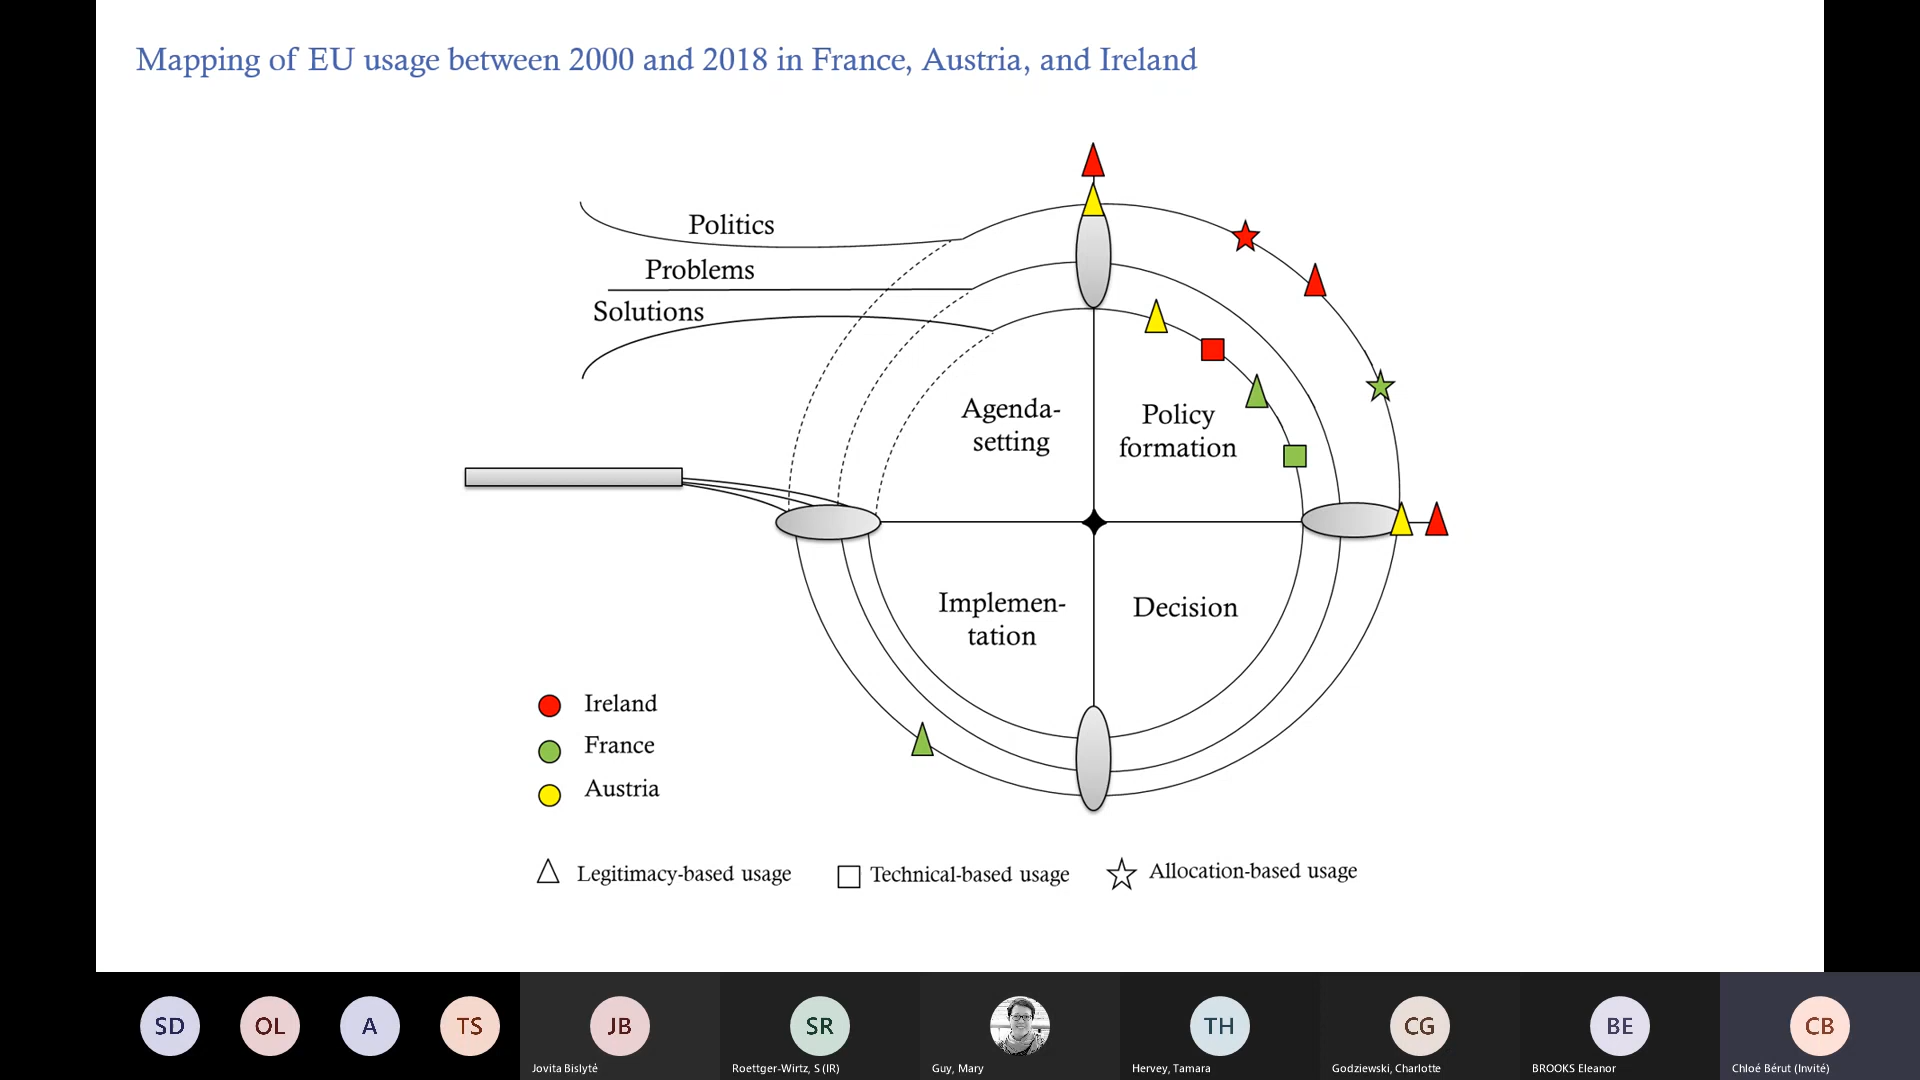 Mapping of EU usage between 2000 and 2018 in France, Austria, and Ireland
Politics
Problems
Solutions
Agenda-
setting
Policy
formation
Implemen-
tation
Decision
Ireland
France
Austria
Legitimacy-based usage
Technical-based usage
Allocation-based usage
SD
OL
A
TS
JB
SR
TH
CG
BE
CB
Jovita Bislytė
Roettger-Wirtz, S (IR)
Guy, Mary
Hervey, Tamara
Godziewski, Charlotte
BROOKS Eleanor
Chloé Bérut (Invité)